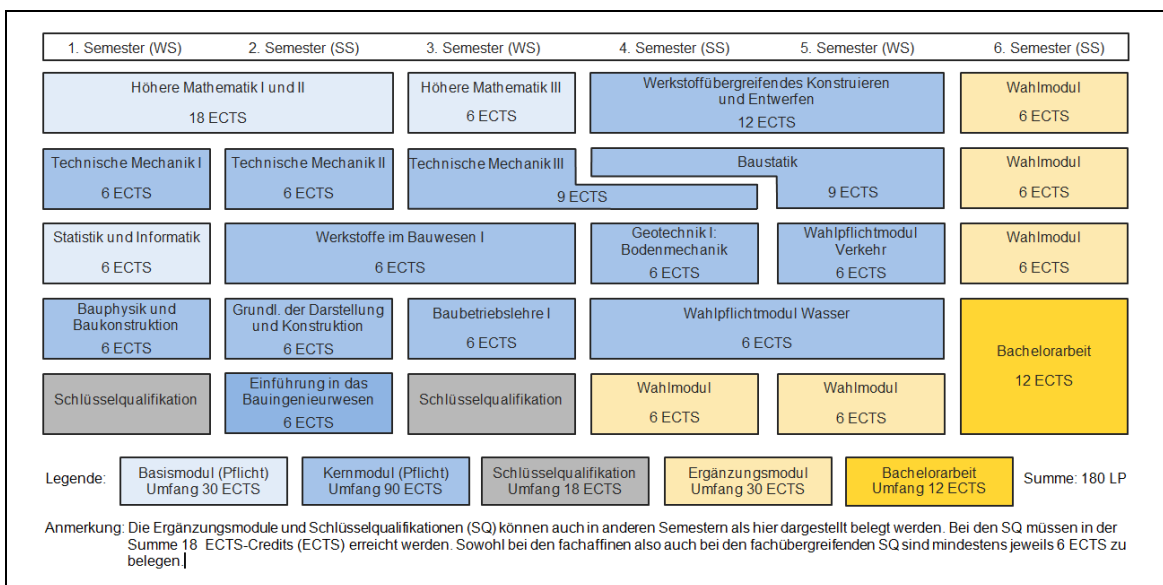 1. Semester (WS) 2. Semester (SS) 3. Semester (WS) 4. Semester (SS) 5. Semester (WS) 6. Semester (SS)
Höhere Mathematik I und II
18 ECTS
Höhere Mathematik III
6 ECTS
Werkstoffübergreifendes Konstruieren
und Entwerfen
12 ECTS
Wahlmodul
6 ECTS
Technische Mechanik I
6 ECTS
Technische Mechanik II
6 ECTS
Technische Mechanik III
9 ECTS
Baustatik
9 ECTS
Wahlmodul
6 ECTS
Statistik und Informatik
6 ECTS
Werkstoffe im Bauwesen I
6 ECTS
Geotechnik I:
Bodenmechanik
6 ECTS
Wahlpflichtmodul
Verkehr
6 ECTS
Wahlmodul
6 ECTS
Bauphysik und
Baukonstruktion
6 ECTS
Grundl. der Darstellung
und Konstruktion
6 ECTS
Baubetriebslehre I
6 ECTS
Wahlpflichtmodul Wasser
6 ECTS
Bachelorarbeit
12 ECTS
Schlüsselqualifikation
Einführung in das
Bauingenieurwesen
6 ECTS
Schlüsselqualifikation
Wahlmodul
6 ECTS
Wahlmodul
6 ECTS
Legende:
Basismodul (Pflicht)
Umfang 30 ECTS
Kernmodul (Pflicht)
Umfang 90 ECTS
Schlüsselqualifikation
Umfang 18 ECTS
Ergänzungsmodul
Umfang 30 ECTS
Bachelorarbeit
Umfang 12 ECTS
Summe: 180 LP
Anmerkung: Die Ergänzungsmodule und Schlüsselqualifikationen (SQ) können auch in anderen Semestern als hier dargestellt belegt werden. Bei den SQ müssen in der
Summe 18 ECTS-Credits (ECTS) erreicht werden. Sowohl bei den fachaffinen also auch bei den fachübergreifenden SQ sind mindestens jeweils 6 ECTS zu
belegen.